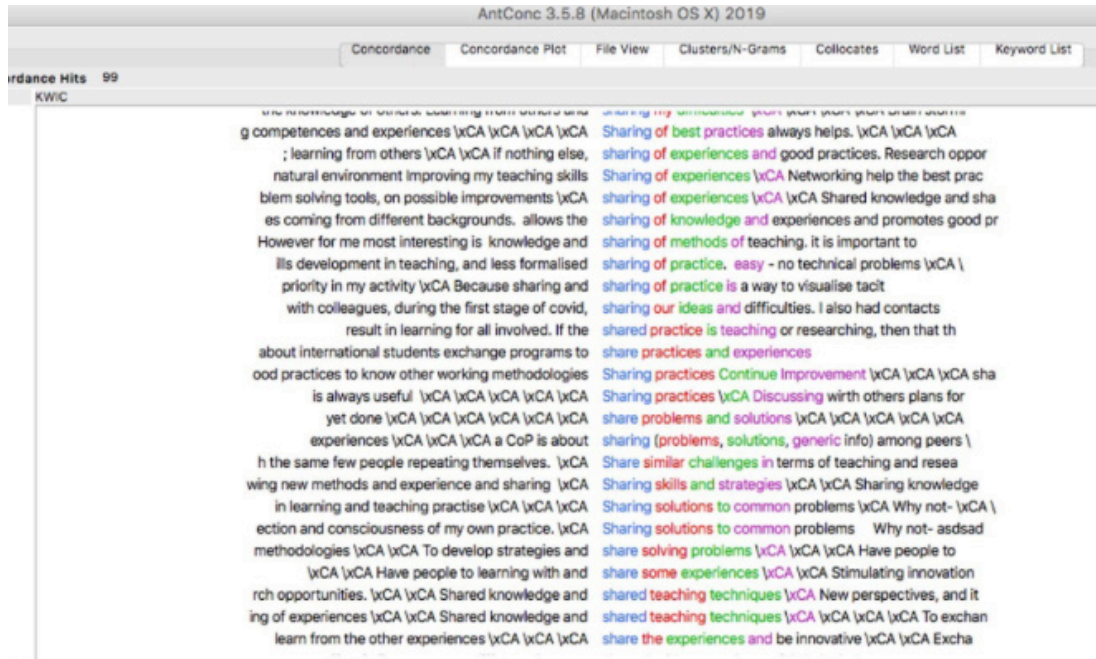 AntConc 3.5.8 (Macintosh OS X) 2019
Concordance Concordance Plot File View Clusters/N-Grams Collocates Word List Keyword List
rdance Hits 99
KWIC
the knowledge of others. Learning from others and sharing my difficulties \xCA \xCA \xCA \xCA Brain stormi
g competences and experiences \xCA \xCA \xCA \xCA Sharing of best practices always helps. \xCA \xCA \xCA
; learning from others \xCA \xCA if nothing else, sharing of experiences and good practices. Research oppor
natural environment Improving my teaching skills Sharing of experiences \xCA Networking help the best prac
blem solving tools, on possible improvements \xCA sharing of experiences \xCA \xCA Shared knowledge and sha
es coming from different backgrounds. allows the sharing of knowledge and experiences and promotes good pr
However for me most interesting is knowledge and sharing of methods of teaching. it is important to
ills development in teaching, and less formalised sharing of practice. easy - no technical problems \xCA \
priority in my activity \xCA Because sharing and sharing of practice is a way to visualise tacit
with colleagues, during the first stage of covid, sharing our ideas and difficulties. I also had contacts
result in learning for all involved. If the shared practice is teaching or researching, then that th
about international students exchange programs to share practices and experiences
ood practices to know other working methodologies Sharing practices Continue Improvement \xCA \xCA \xCA sha
is always useful \xCA \xCA \xCA \xCA \xCA Sharing practices \xCA Discussing wirth others plans for
yet done \xCA \xCA \xCA \xCA \xCA \xCA share problems and solutions \xCA \xCA \xCA \xCA \xCA
experiences \xCA \xCA \xCA a CoP is about sharing (problems, solutions, generic info) among peers \
h the same few people repeating themselves. \xCA Share similar challenges in terms of teaching and resea
wing new methods and experience and sharing \xCA Sharing skills and strategies \xCA \xCA Sharing knowledge
in learning and teaching practise \xCA \xCA \xCA Sharing solutions to common problems \xCA Why not- \xCA \
ection and consciousness of my own practice. \xCA Sharing solutions to common problems Why not- asdsad
methodologies \xCA \xCA To develop strategies and share solving problems \xCA \xCA \xCA Have people to
\xCA \xCA Have people to learning with and share some experiences \xCA \xCA Stimulating innovation
rch opportunities. \xCA \xCA Shared knowledge and shared teaching techniques \xCA New perspectives, and it
ing of experiences \xCA \xCA Shared knowledge and shared teaching techniques \xCA \xCA \xCA \xCA To exchan
learn from the other experiences \xCA \xCA \xCA share the experiences and be innovative \xCA \xCA Excha